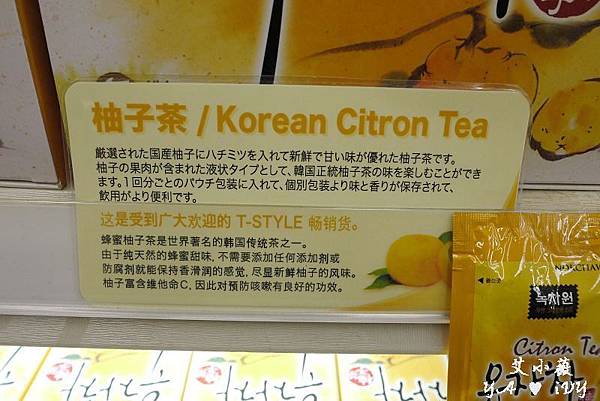 柚子茶 / Korean Citron Tea
厳選された国産柚子にハチミツを入れて新鮮で甘い味が優れた柚子茶です。
柚子の果肉が含まれた液状タイプとして、韓国正統柚子茶の味を楽しむことができ
ます。1回分ごとのパウチ包装に入れて、個別包装より味と香りが保存されて、
飲用がより便利です。
这是受到广大欢迎的 T-STYLE 畅销货。
蜂蜜柚子茶是世界著名的韩国传统茶之一。
由于纯天然的蜂蜜甜味, 不需要添加任何添加剂或
防腐剂就能保持香滑润的感觉, 尽显新鲜柚子的风味。
柚子富含维他命C, 因此对预防咳嗽有良好的功效。
NOKCHAW
녹차원
Citron Tea
艾小薇